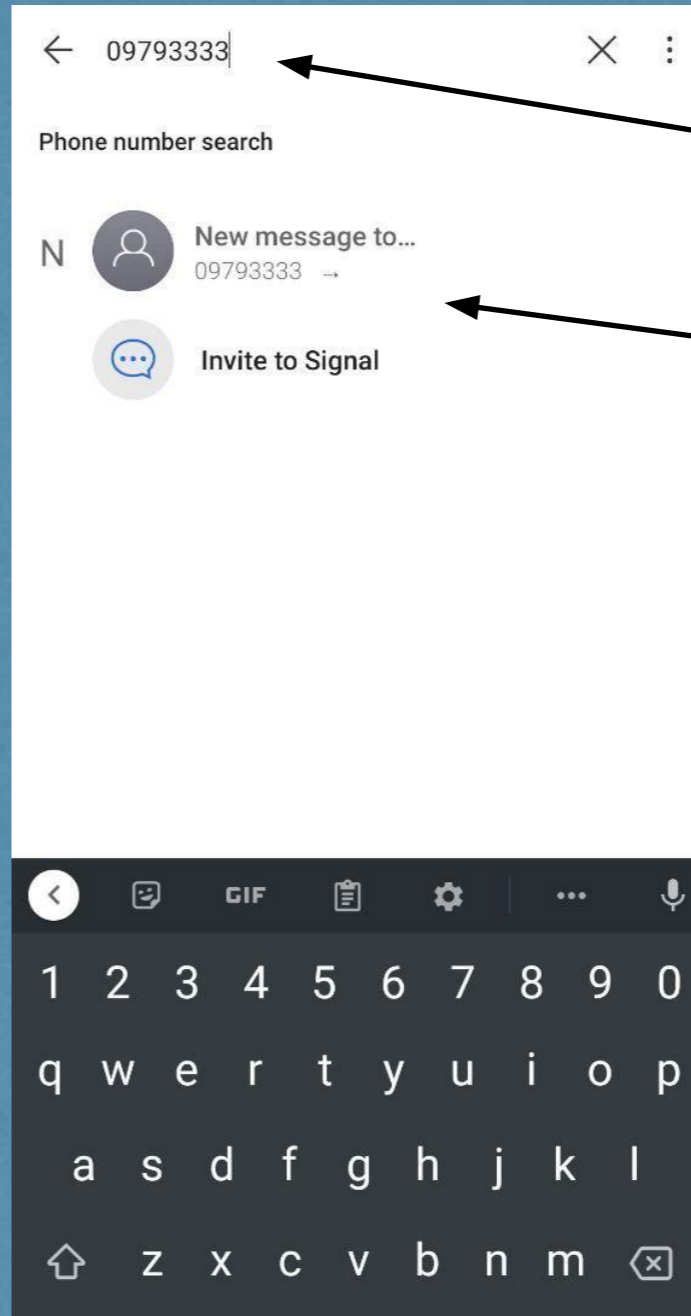 09793333
Phone number search
N
New message to...
09793333 →
Invite to Signal
GIF
1 2 3 4 5 6 7 8 9 0
q w e r t y u i o p
a s d f g h j k l
z x c v b n m